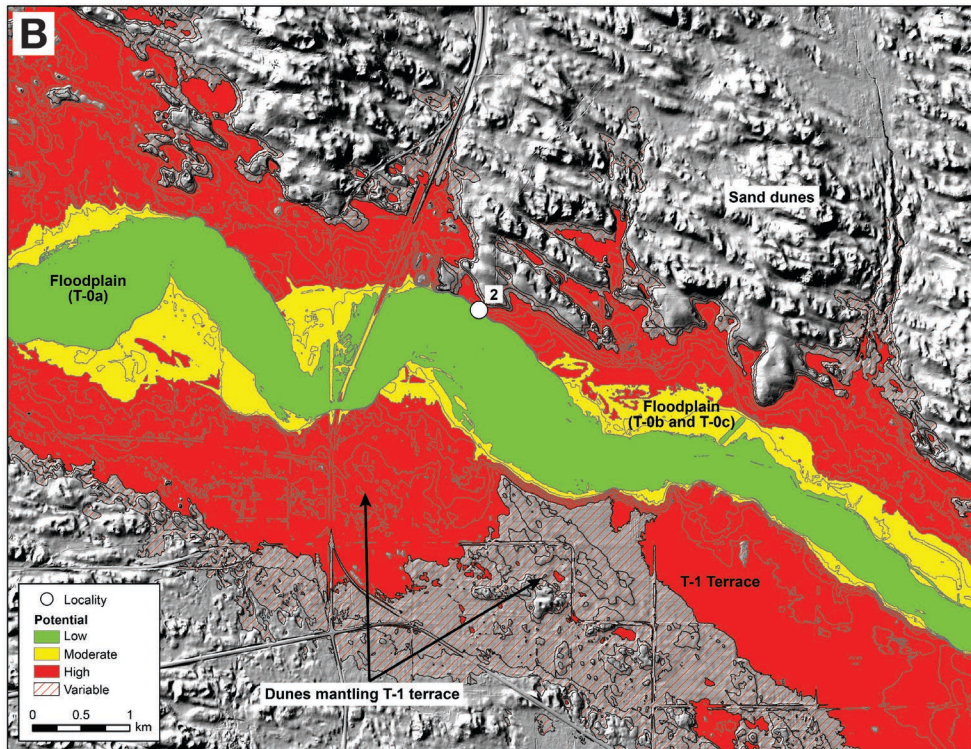 B
Sand dunes
Floodplain
(T-0a)
2
Floodplain
(T-0b and T-0c)
T-1 Terrace
Dunes mantling T-1 terrace
Locality
Potential
Low
Moderate
High
Variable
0 0.5 1
km